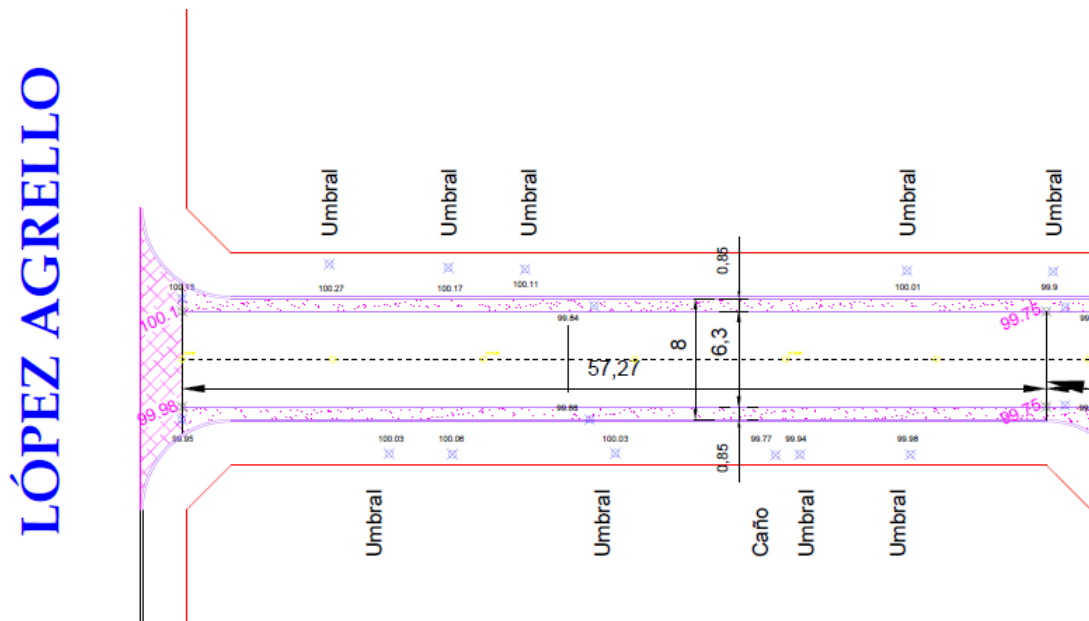 LÓPEZ AGRELLO
Umbral
Umbral
Umbral
Umbral
Umbral
0,85
100.27
100.17
100.11
100.01
99.9
100.15
100.1
99.84
99.75
8
6,3
57,27
99.98
99.88
99.75
99.95
100.03
100.06
100.03
99.77
99.94
99.98
0,85
Umbral
Umbral
Caño
Umbral
Umbral